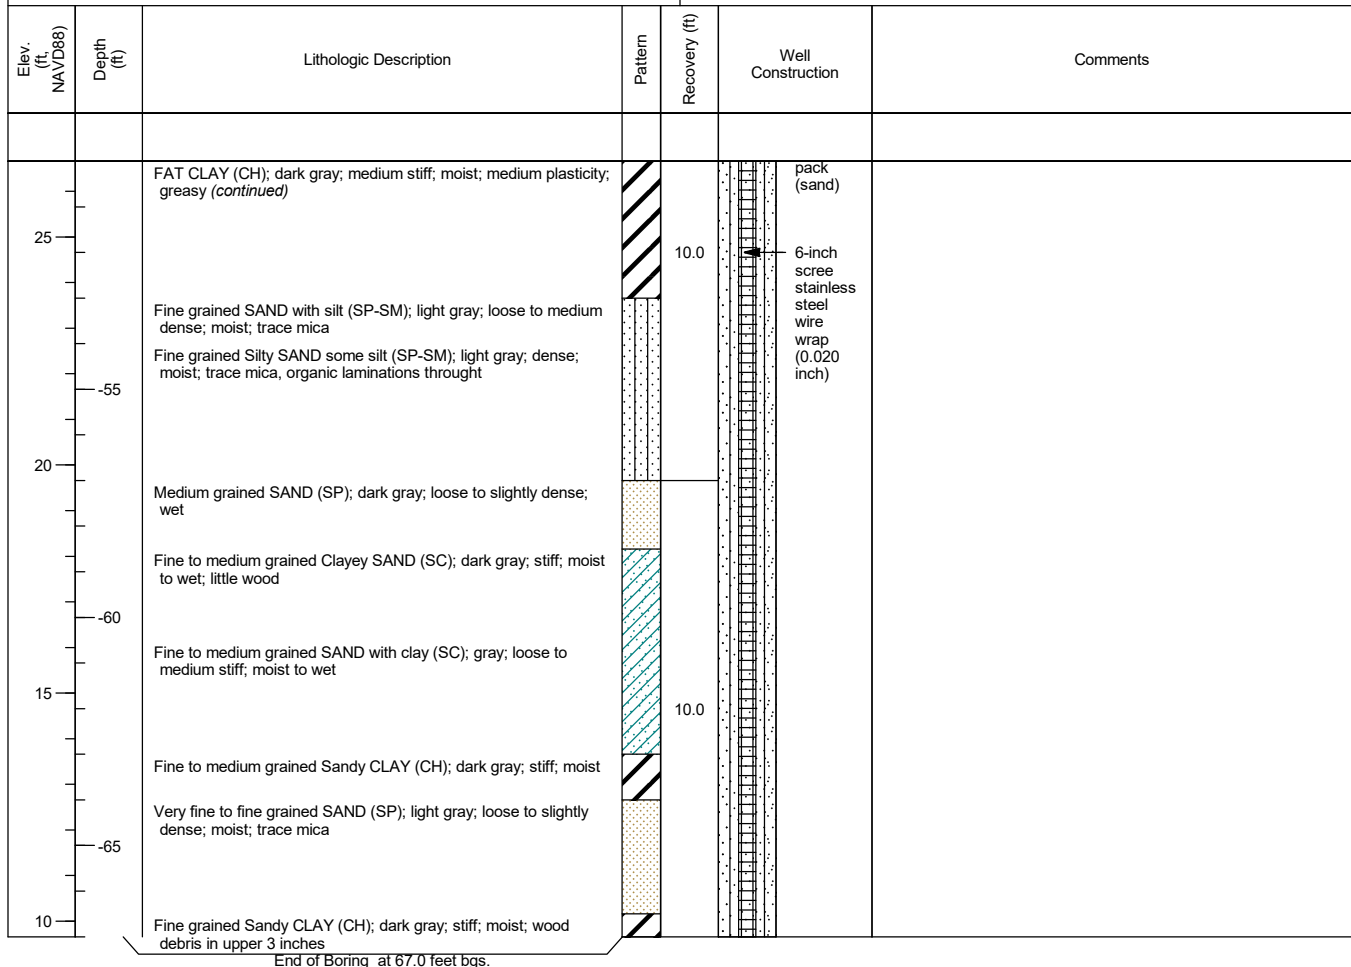 Elev.
(ft,
NAVD88)
Depth
(ft)
Lithologic Description
Pattern
Recovery (ft)
Well
Construction
Comments
FAT CLAY (CH); dark gray; medium stiff; moist; medium plasticity;
greasy (continued)
pack
(sand)
25
10.0
6-inch
scree
stainless
steel
wire
wrap
(0.020
inch)
Fine grained SAND with silt (SP-SM); light gray; loose to medium
dense; moist; trace mica
Fine grained Silty SAND some silt (SP-SM); light gray; dense;
moist; trace mica, organic laminations throught
-55
20
Medium grained SAND (SP); dark gray; loose to slightly dense;
wet
Fine to medium grained Clayey SAND (SC); dark gray; stiff; moist
to wet; little wood
-60
Fine to medium grained SAND with clay (SC); gray; loose to
medium stiff; moist to wet
15
10.0
Fine to medium grained Sandy CLAY (CH); dark gray; stiff; moist
Very fine to fine grained SAND (SP); light gray; loose to slightly
dense; moist; trace mica
-65
10
Fine grained Sandy CLAY (CH); dark gray; stiff; moist; wood
debris in upper 3 inches
End of Boring at 67.0 feet bgs.